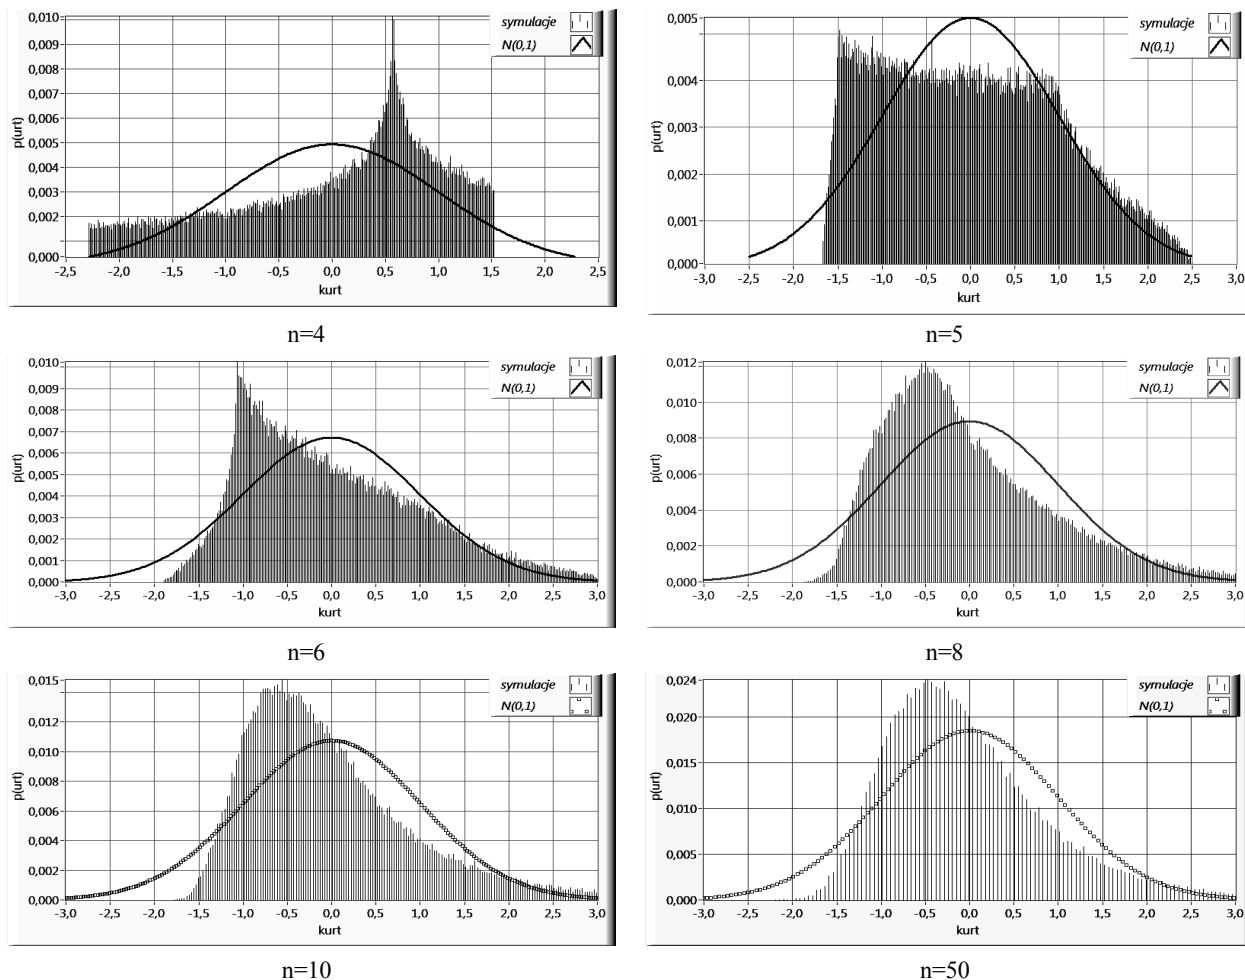 0,010
0,009
0,008
0,007
0,006
0,005
0,004
0,003
0,002
0,000
p(urt)
-2,5 -2,0 -1,5 -1,0 -0,5 0,0 0,5 1,0 1,5 2,0 2,5
kurt
symulacje
N(0,1)
n=4
0,005
0,004
0,003
0,002
0,001
0,000
p(urt)
-3,0 -2,5 -2,0 -1,5 -1,0 -0,5 0,0 0,5 1,0 1,5 2,0 2,5 3,0
kurt
symulacje
N(0,1)
n=5
0,010
0,009
0,008
0,007
0,006
0,005
0,004
0,003
0,002
0,001
0,000
p(urt)
-3,0 -2,5 -2,0 -1,5 -1,0 -0,5 0,0 0,5 1,0 1,5 2,0 2,5 3,0
kurt
symulacje
N(0,1)
n=6
0,012
0,010
0,008
0,006
0,004
0,002
0,000
p(urt)
-3,0 -2,5 -2,0 -1,5 -1,0 -0,5 0,0 0,5 1,0 1,5 2,0 2,5 3,0
kurt
symulacje
N(0,1)
n=8
0,015
0,012
0,010
0,008
0,006
0,004
0,002
0,000
p(urt)
-3,0 -2,5 -2,0 -1,5 -1,0 -0,5 0,0 0,5 1,0 1,5 2,0 2,5 3,0
kurt
symulacje
N(0,1)
n=10
0,024
0,020
0,015
0,010
0,005
0,000
p(urt)
-3,0 -2,5 -2,0 -1,5 -1,0 -0,5 0,0 0,5 1,0 1,5 2,0 2,5 3,0
kurt
symulacje
N(0,1)
n=50